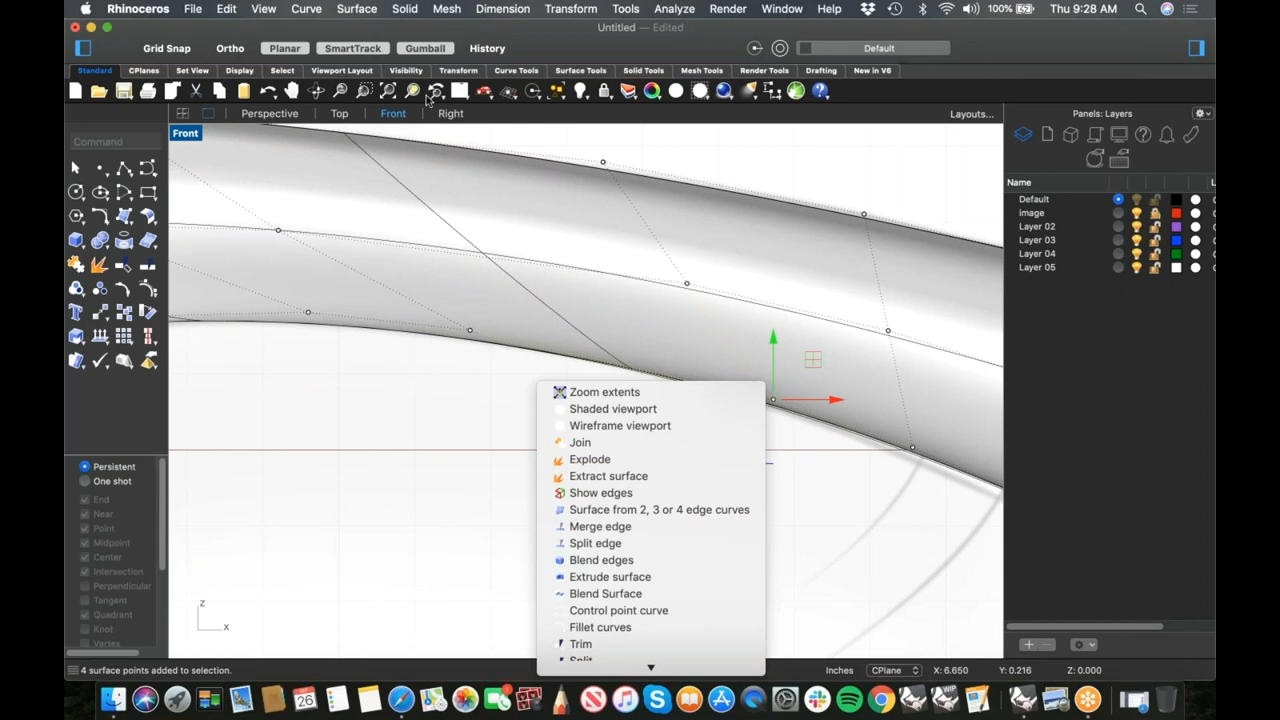 Rhinoceros File Edit View Curve Surface Solid Mesh Dimension Transform Tools Analyze Render Window Help 100% Thu 9:28 AM
Untitled — Edited
Grid Snap Ortho Planar SmartTrack Gumball History Default
Standard CPlanes Set View Display Select Viewport Layout Visibility Transform Curve Tools Surface Tools Solid Tools Mesh Tools Render Tools Drafting New in V6
Perspective Top Front Right Layouts... Panels: Layers
Front
Command
Name L
Default
image
Layer 02
Layer 03
Layer 04
Layer 05
Zoom extents
Shaded viewport
Wireframe viewport
Join
Explode
Extract surface
Show edges
Surface from 2, 3 or 4 edge curves
Merge edge
Split edge
Blend edges
Extrude surface
Blend Surface
Control point curve
Fillet curves
Trim
Split
Persistent
One shot
End
Near
Point
Midpoint
Center
Intersection
Perpendicular
Tangent
Quadrant
Knot
Vertex
Z
X
4 surface points added to selection. Inches CPlane X: 6.650 Y: 0.216 Z: 0.000
26